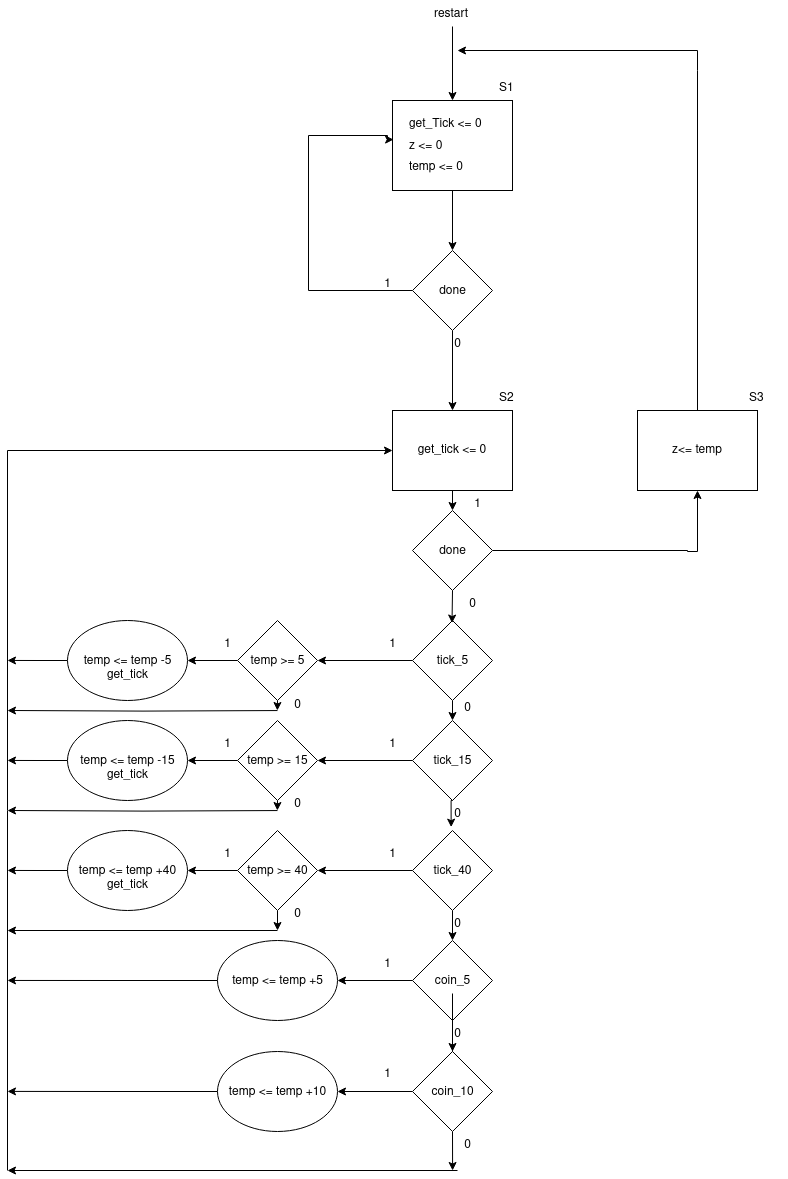 restart
S1
get_Tick <= 0
z <= 0
temp <= 0
1
done
0
S2
S3
get_tick <= 0
z<= temp
1
done
0
1
1
temp <= temp -5
get_tick
temp >= 5
tick_5
0
0
1
1
temp <= temp -15
get_tick
temp >= 15
tick_15
0
0
1
1
temp <= temp +40
get_tick
temp >= 40
tick_40
0
0
1
temp <= temp +5
coin_5
0
1
temp <= temp +10
coin_10
0